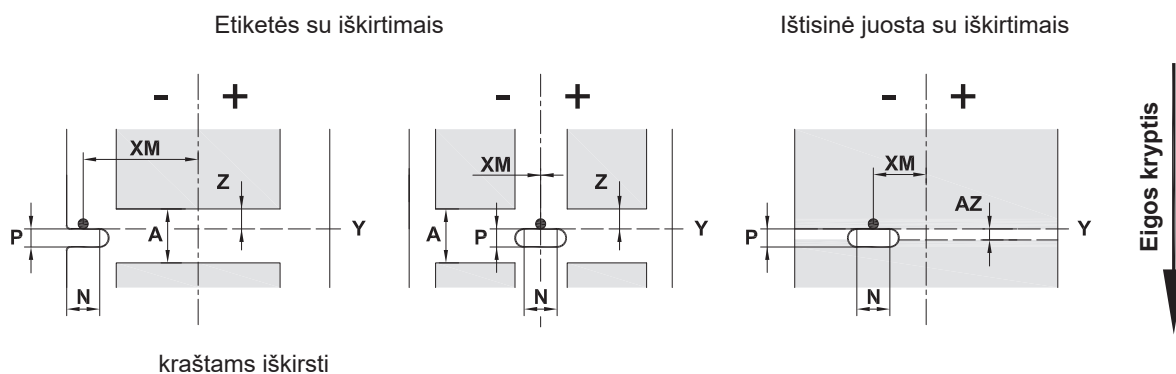 Etiketės su iškirtimais
Ištisinė juosta su iškirtimais
- +
- +
- +
XM
Z
P
A
Y
N
XM
Z
A
P
Y
N
XM
AZ
P
Y
N
Eigos kryptis
kraštams iškirsti